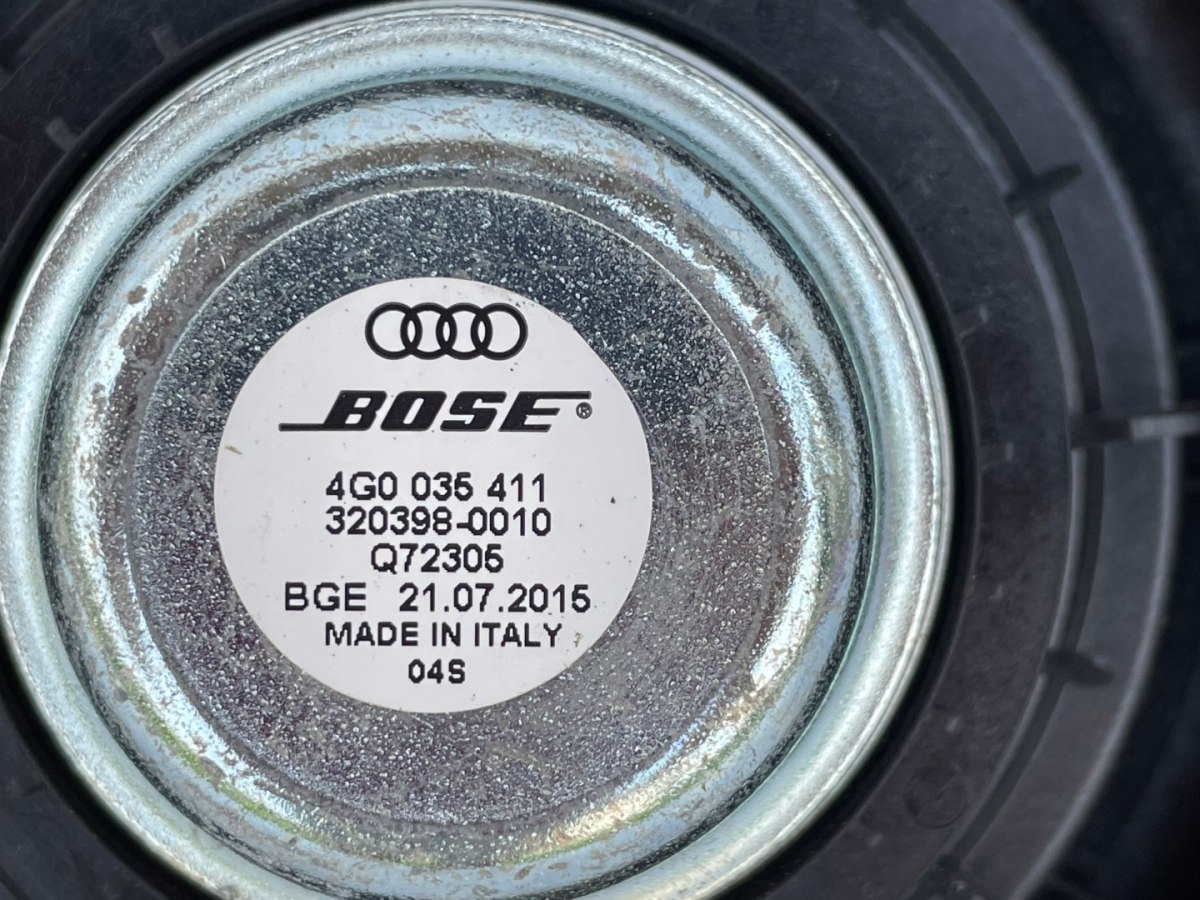 BOSE®
4G0 035 411
320398-0010
Q72305
BGE 21.07.2015
MADE IN ITALY
04S